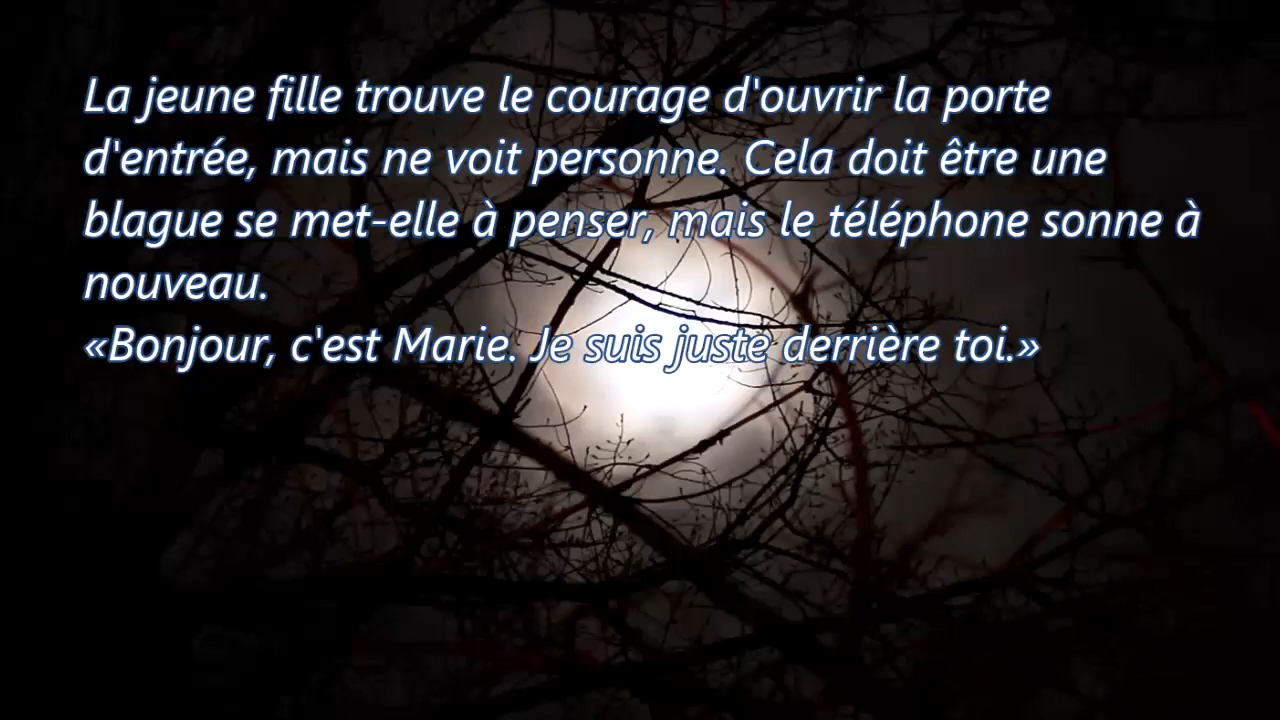 La jeune fille trouve le courage d'ouvrir la porte
d'entrée, mais ne voit personne. Cela doit être une
blague se met-elle à penser, mais le téléphone sonne à
nouveau.
«Bonjour, c'est Marie. Je suis juste derrière toi.»